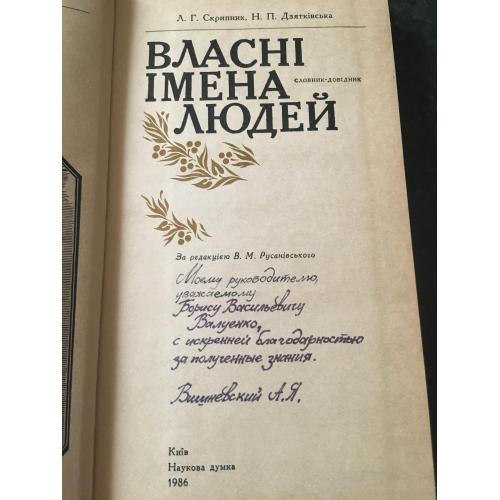 Л. Г. Скрипник, Н. П. Дзятківська
ВЛАСНІ
ІМЕНА
словник-довідник
ЛЮДЕЙ
За редакцією В. М. Русанівського
Моему руководителю,
уважаемому
Борису Васильевичу
Валуенко,
с искренней благодарностью
за полученные знания.
Вишневский А.Я.
Київ
Наукова думка
1986